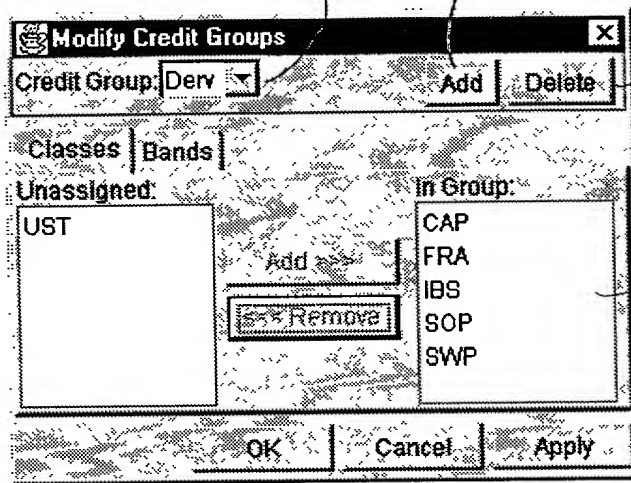 Modify Credit Groups
Credit Group: Derv Add Delete
Classes Bands
Unassigned: In Group:
UST
CAP
FRA
IBS
SOP
SWP
Add >>>
<<< Remove
OK Cancel Apply